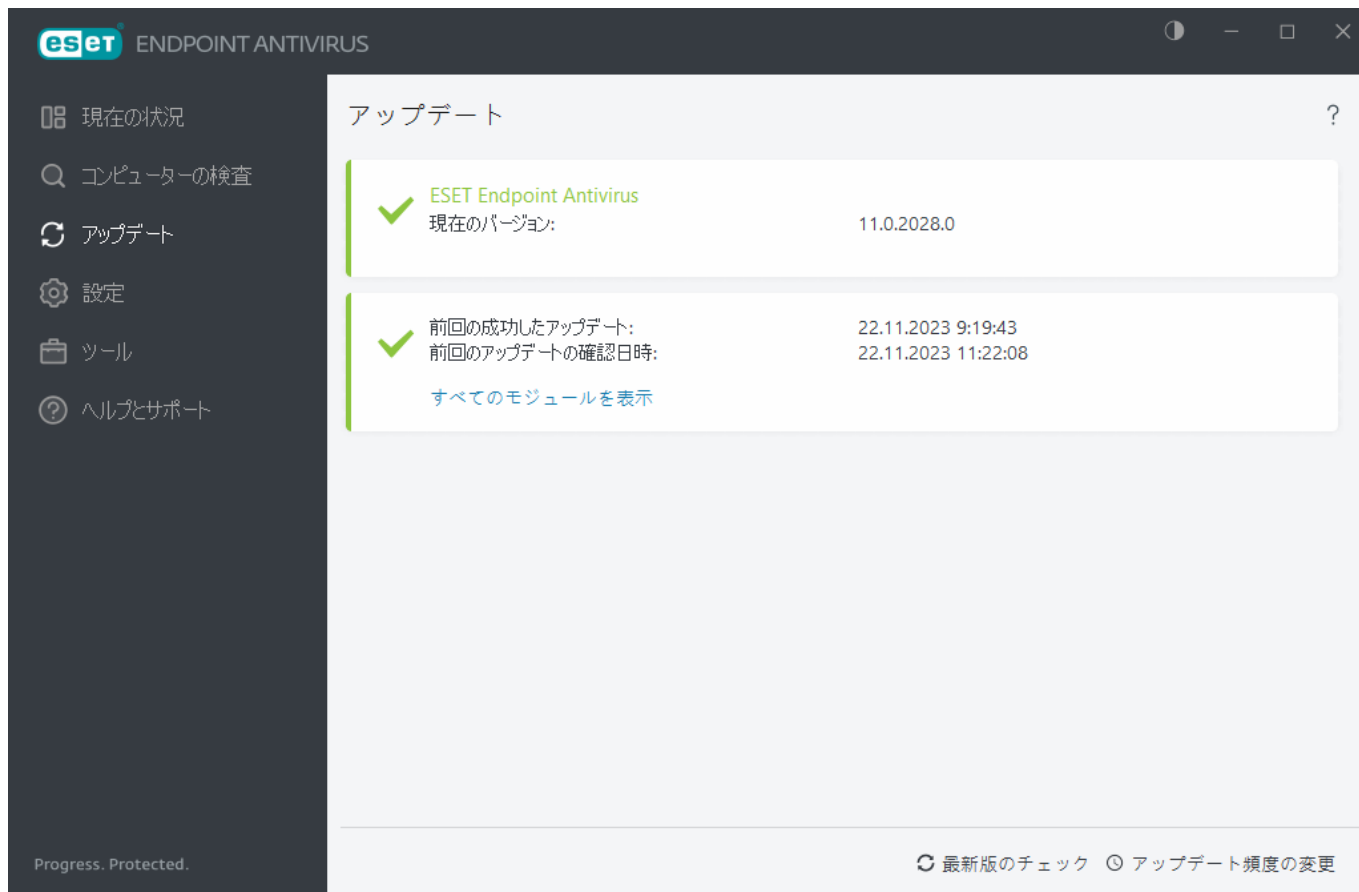 eset ENDPOINT ANTIVIRUS
現在の状況
コンピューターの検査
アップデート
設定
ツール
ヘルプとサポート
Progress. Protected.
アップデート ?
ESET Endpoint Antivirus
現在のバージョン: 11.0.2028.0
前回の成功したアップデート: 22.11.2023 9:19:43
前回のアップデートの確認日時: 22.11.2023 11:22:08
すべてのモジュールを表示
最新版のチェック アップデート頻度の変更